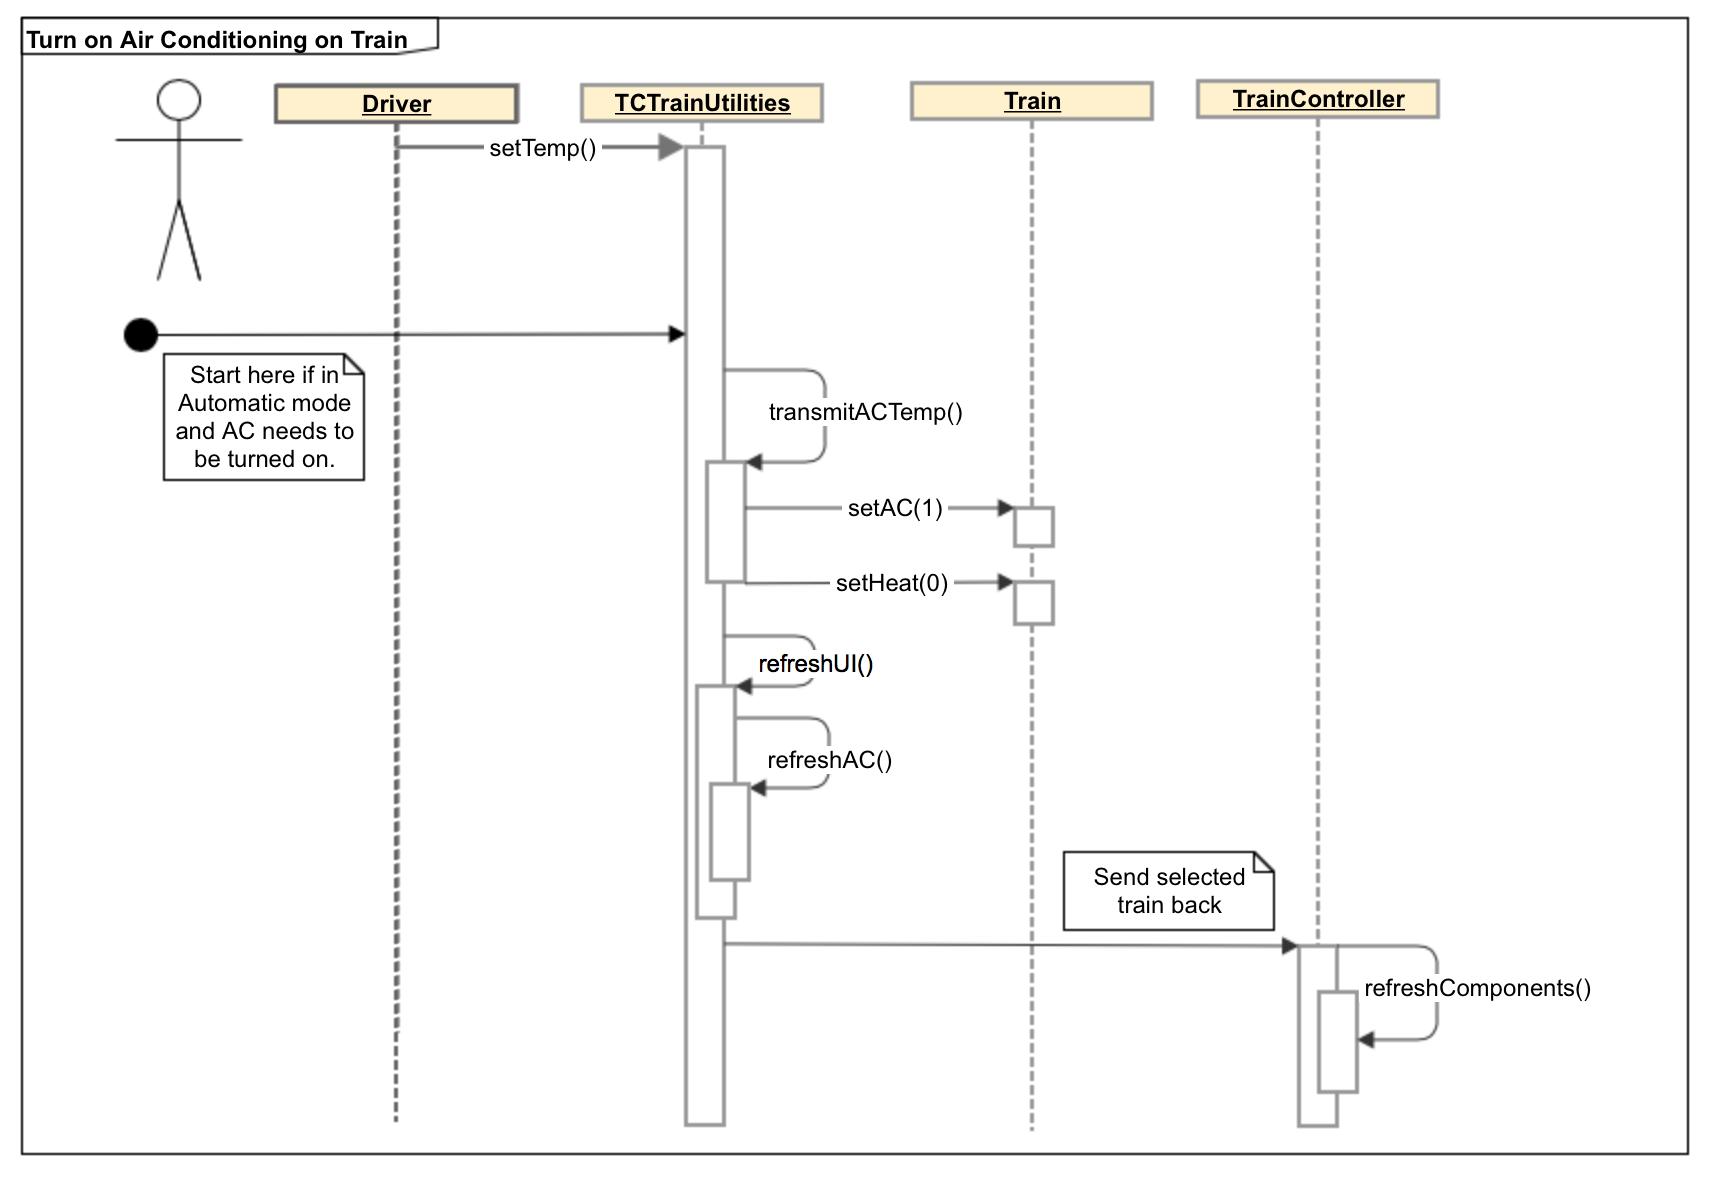 Turn on Air Conditioning on Train
Driver
TCTrainUtilities
Train
TrainController
setTemp()
Start here if in
Automatic mode
and AC needs to
be turned on.
transmitACTemp()
setAC(1)
setHeat(0)
refreshUI()
refreshAC()
Send selected
train back
refreshComponents()